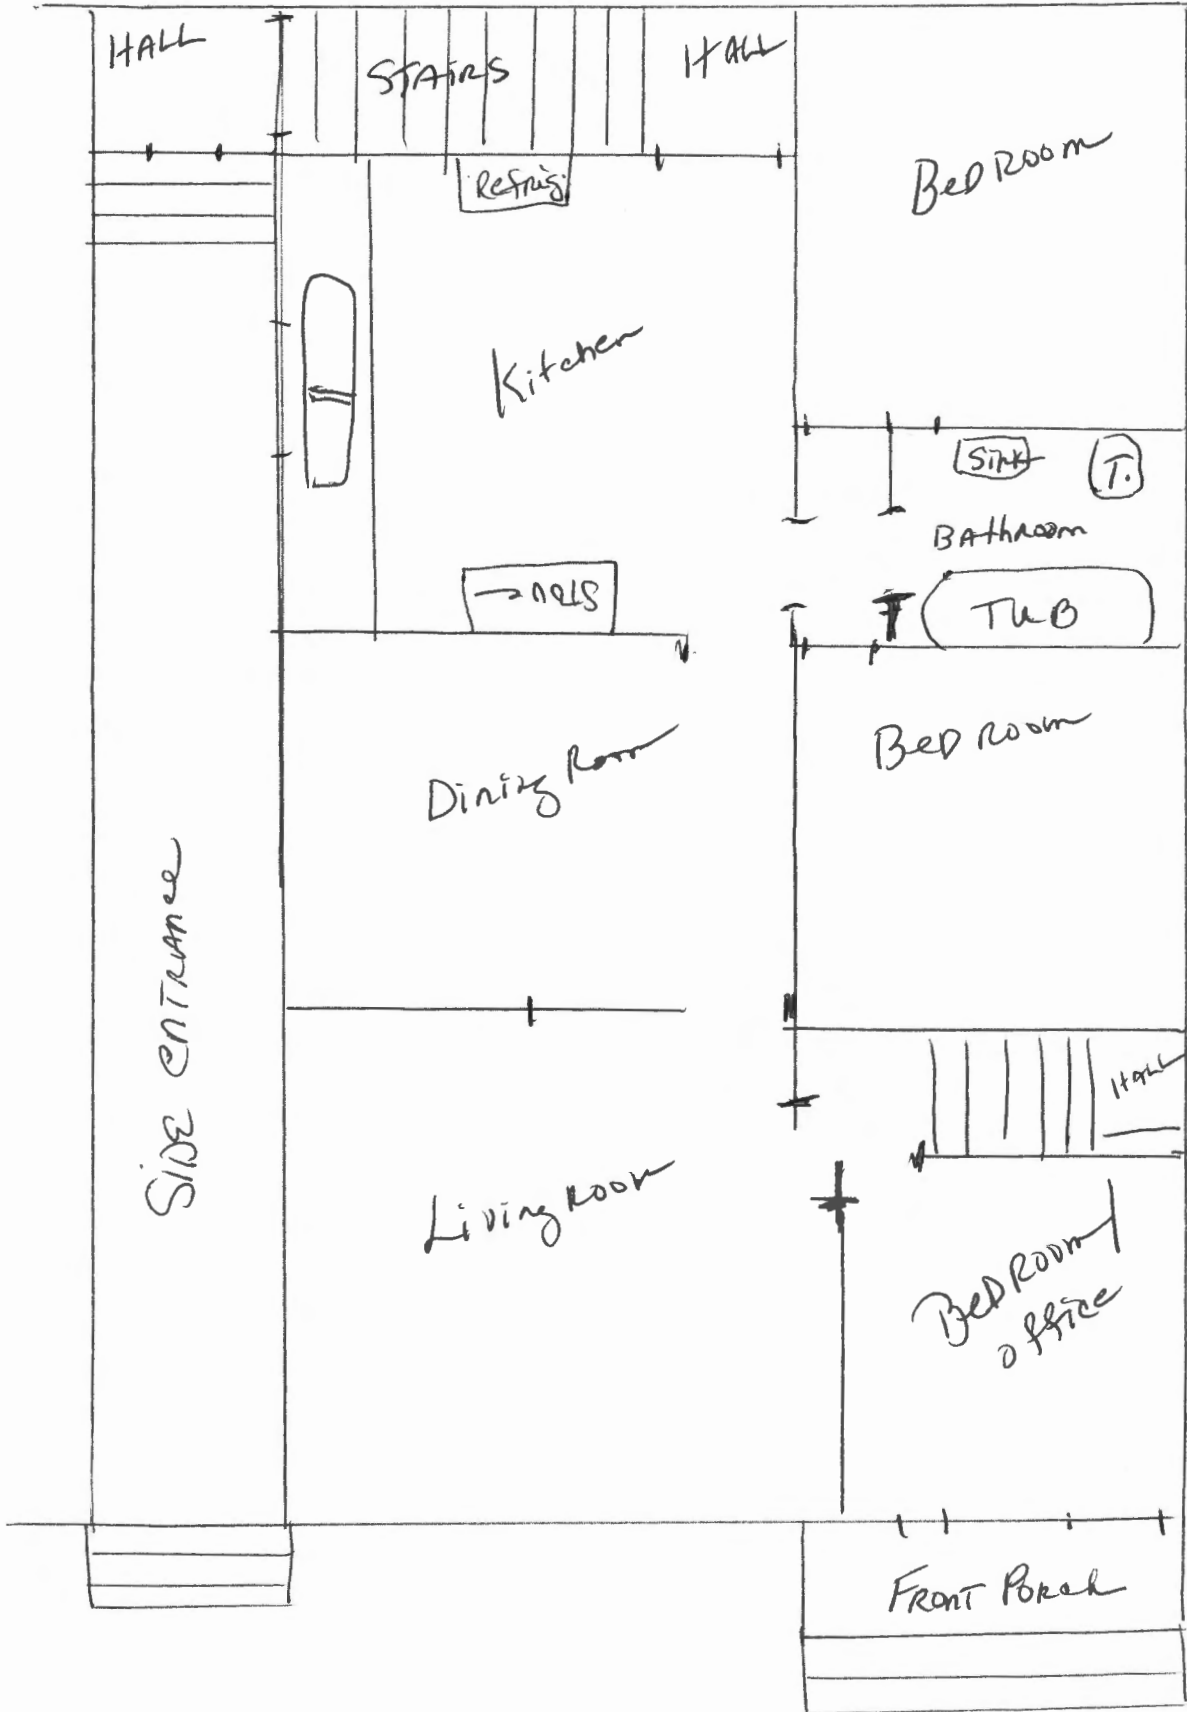 HALL
STAIRS
HALL
BedRoom
Refrig.
Kitchen
Sink
T.
BAthroom
Stove
TUB
BeD Room
Dining Room
SIDE ENTRANCE
HALL
Living Room
BeDRoom/
office
FRONT PORCh